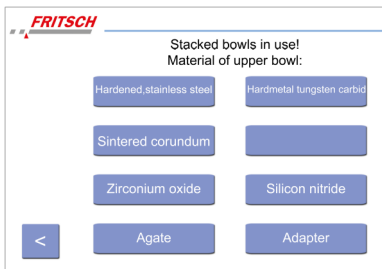 FRITSCH
Stacked bowls in use!
Material of upper bowl:
Hardened,stainless steel
Hardmetal tungsten carbid
Sintered corundum
Zirconium oxide
Silicon nitride
<
Agate
Adapter